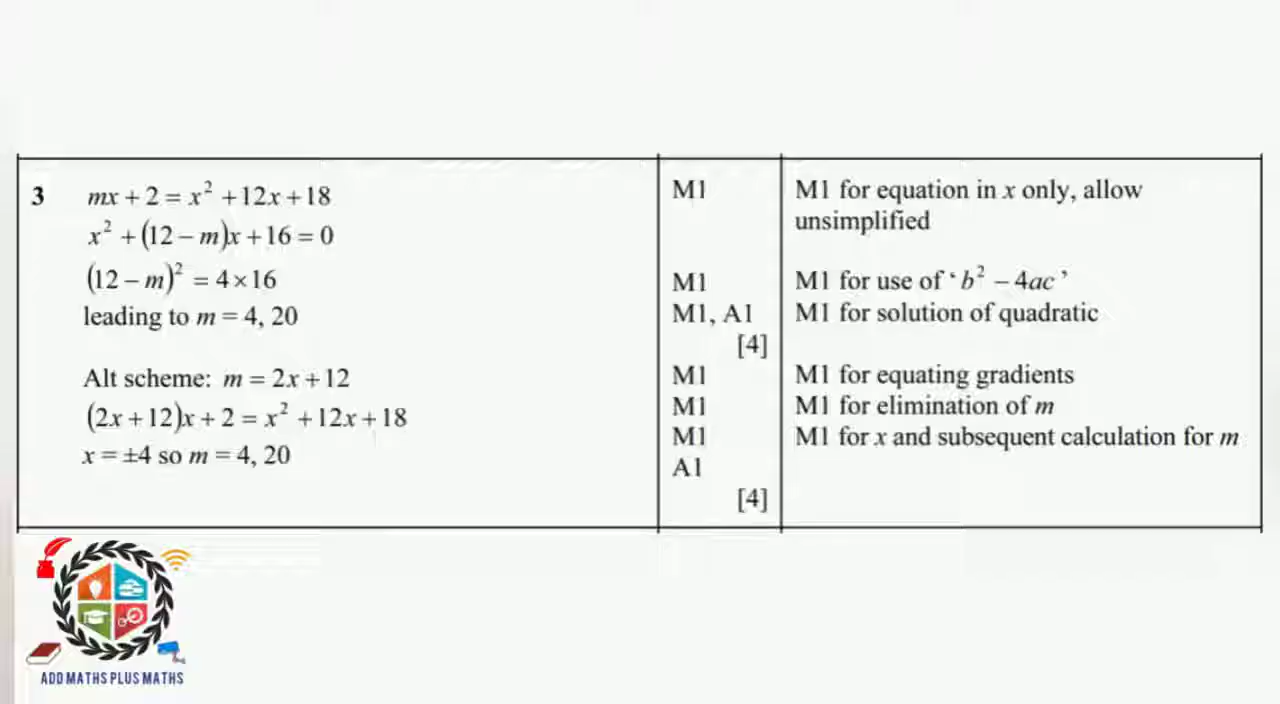 3 mx + 2 = x² + 12x + 18 M1 M1 for equation in x only, allow
unsimplified
x² + (12 – m)x + 16 = 0
(12 – m)² = 4 × 16 M1 M1 for use of ‘b² – 4ac’
leading to m = 4, 20 M1, A1 M1 for solution of quadratic
[4]
Alt scheme: m = 2x + 12 M1 M1 for equating gradients
(2x + 12)x + 2 = x² + 12x + 18 M1 M1 for elimination of m
x = ±4 so m = 4, 20 M1 M1 for x and subsequent calculation for m
A1
[4]
ADD MATHS PLUS MATHS